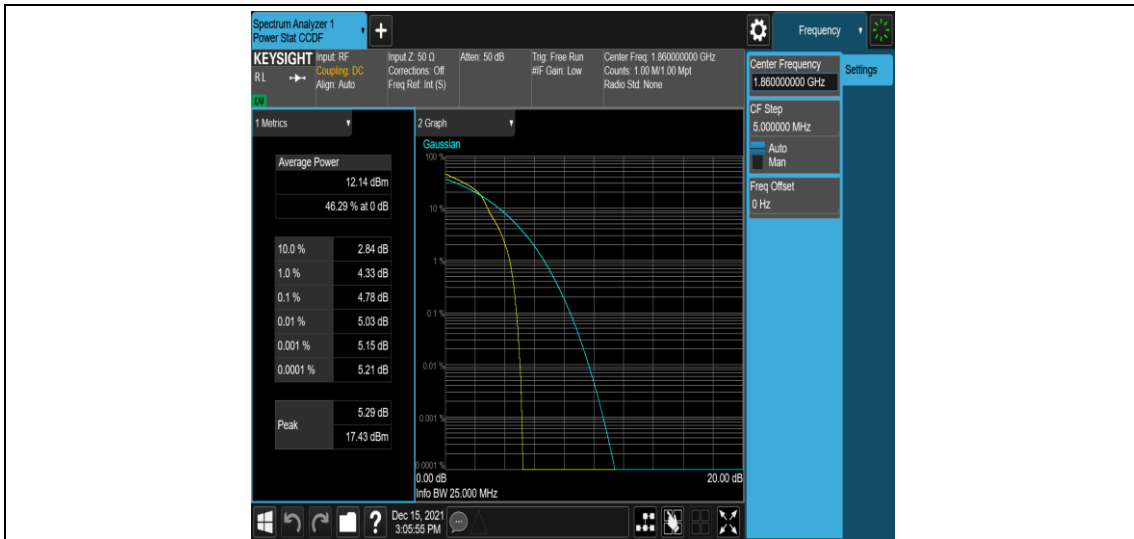 Spectrum Analyzer 1
Power Stat CCDF
+
Frequency
KEYSIGHT
RL
LXI
Input: RF
Coupling: DC
Align: Auto
Input Z: 50 Ω
Corrections: Off
Freq Ref: Int (S)
Atten: 50 dB
Trig: Free Run
#IF Gain: Low
Center Freq: 1.860000000 GHz
Counts: 1.00 M/1.00 Mpt
Radio Std: None
Center Frequency
1.860000000 GHz
Settings
CF Step
5.000000 MHz
Auto
Man
Freq Offset
0 Hz
1 Metrics
Average Power
12.14 dBm
46.29 % at 0 dB
10.0 % 2.84 dB
1.0 % 4.33 dB
0.1 % 4.78 dB
0.01 % 5.03 dB
0.001 % 5.15 dB
0.0001 % 5.21 dB
Peak
5.29 dB
17.43 dBm
2 Graph
Gaussian
100 %
10 %
1 %
0.1 %
0.01 %
0.001 %
0.0001 %
0.00 dB 20.00 dB
Info BW 25.000 MHz
?
Dec 15, 2021
3:05:55 PM